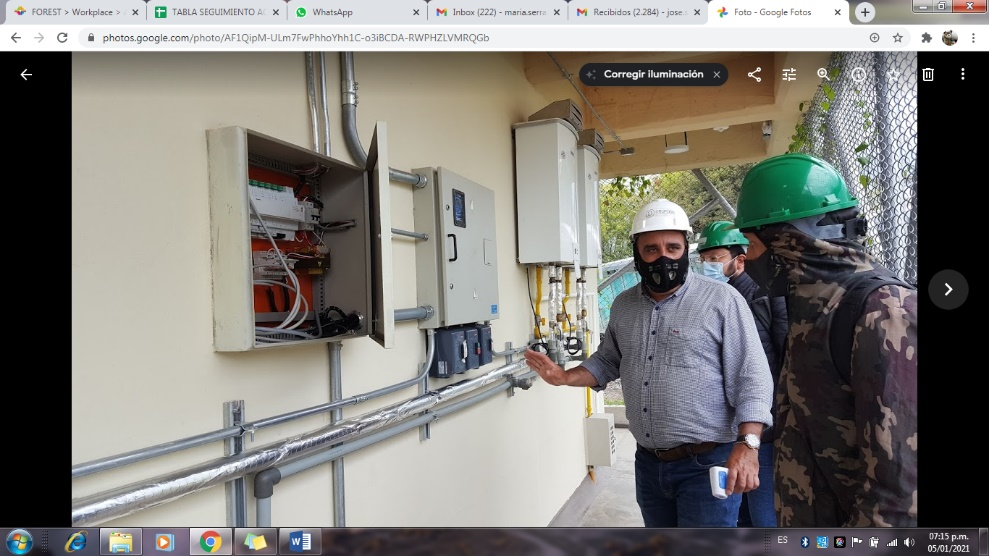 FOREST > Workplace > A
TABLA SEGUIMIENTO AC
WhatsApp
Inbox (222) - maria.serra
Recibidos (2.284) - jose.s
Foto - Google Fotos
photos.google.com/photo/AF1QipM-ULm7FwPhhoYhh1C-o3iBCDA-RWPHZLVMRQGb
Corregir iluminación
ES
07:15 p.m.
05/01/2021